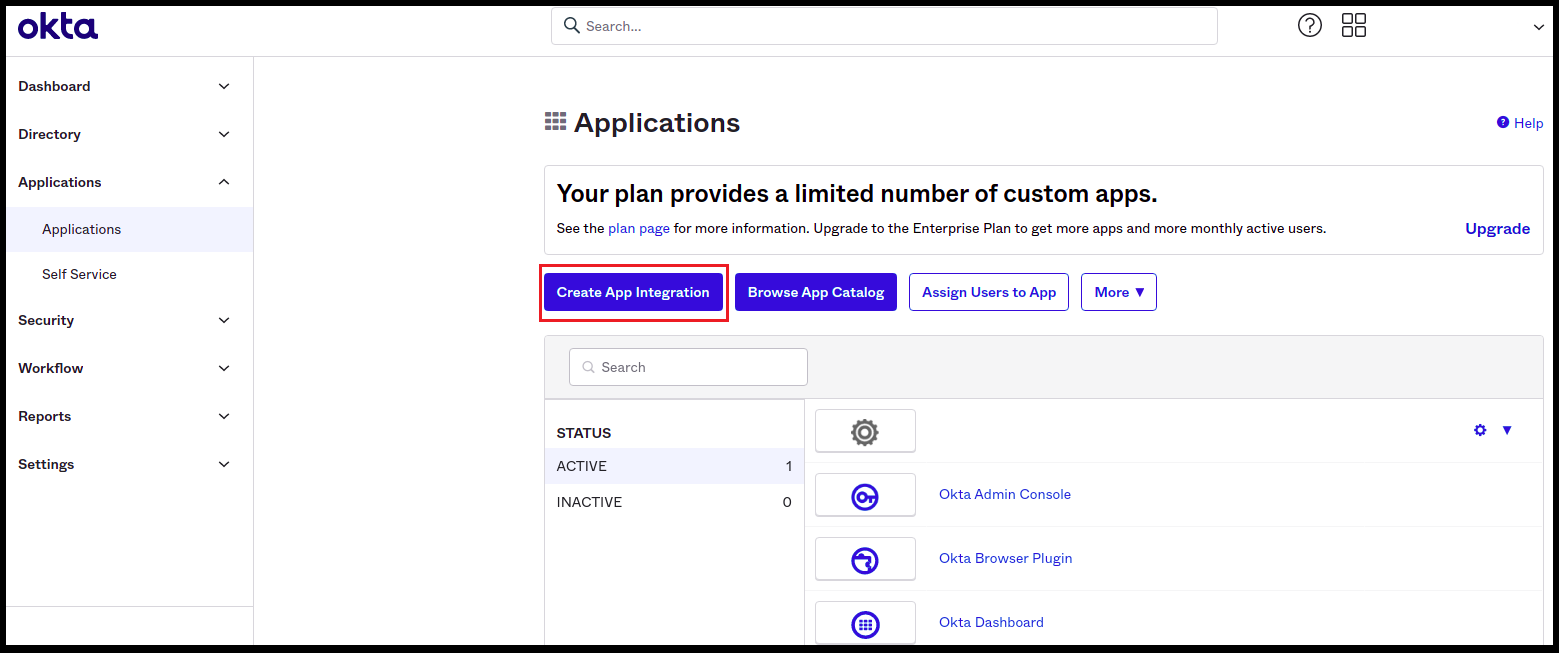 okta
Search...
Dashboard
Directory
Applications
Applications
Self Service
Security
Workflow
Reports
Settings
Applications
Help
Your plan provides a limited number of custom apps.
See the plan page for more information. Upgrade to the Enterprise Plan to get more apps and more monthly active users.
Upgrade
Create App Integration
Browse App Catalog
Assign Users to App
More ▼
Search
STATUS
ACTIVE 1
INACTIVE 0
Okta Admin Console
Okta Browser Plugin
Okta Dashboard